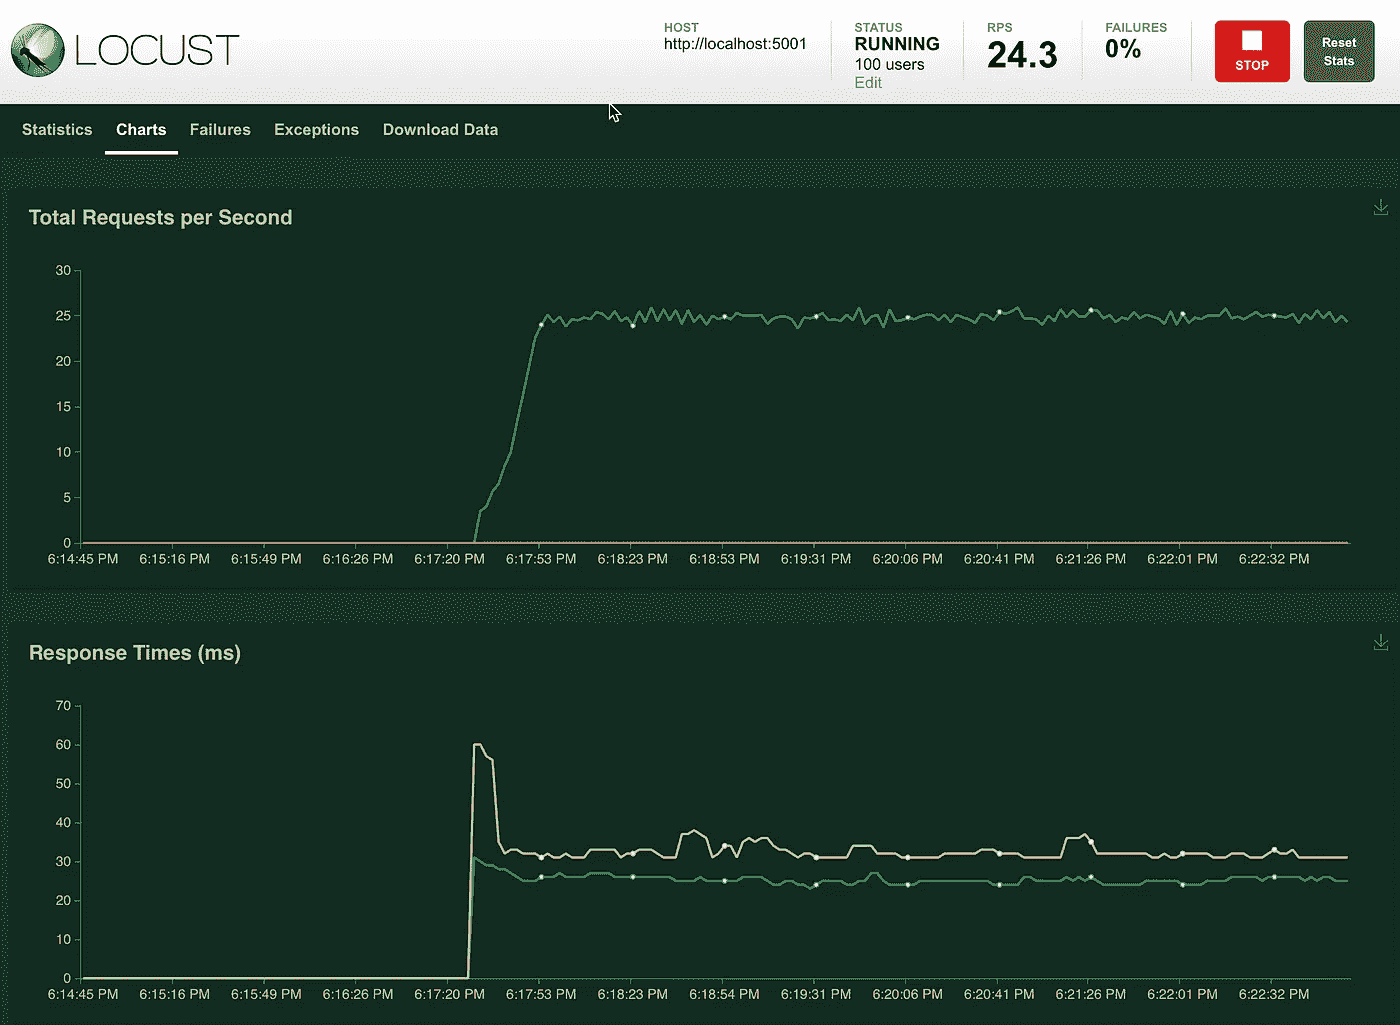 LOCUST
HOST
http://localhost:5001
STATUS
RUNNING
100 users
Edit
RPS
24.3
FAILURES
0%
STOP
Reset
Stats
Statistics Charts Failures Exceptions Download Data
Total Requests per Second
30
25
20
15
10
5
0
6:14:45 PM 6:15:16 PM 6:15:49 PM 6:16:26 PM 6:17:20 PM 6:17:53 PM 6:18:23 PM 6:18:53 PM 6:19:31 PM 6:20:06 PM 6:20:41 PM 6:21:26 PM 6:22:01 PM 6:22:32 PM
Response Times (ms)
70
60
50
40
30
20
10
0
6:14:45 PM 6:15:16 PM 6:15:49 PM 6:16:26 PM 6:17:20 PM 6:17:53 PM 6:18:23 PM 6:18:54 PM 6:19:31 PM 6:20:06 PM 6:20:41 PM 6:21:26 PM 6:22:01 PM 6:22:32 PM